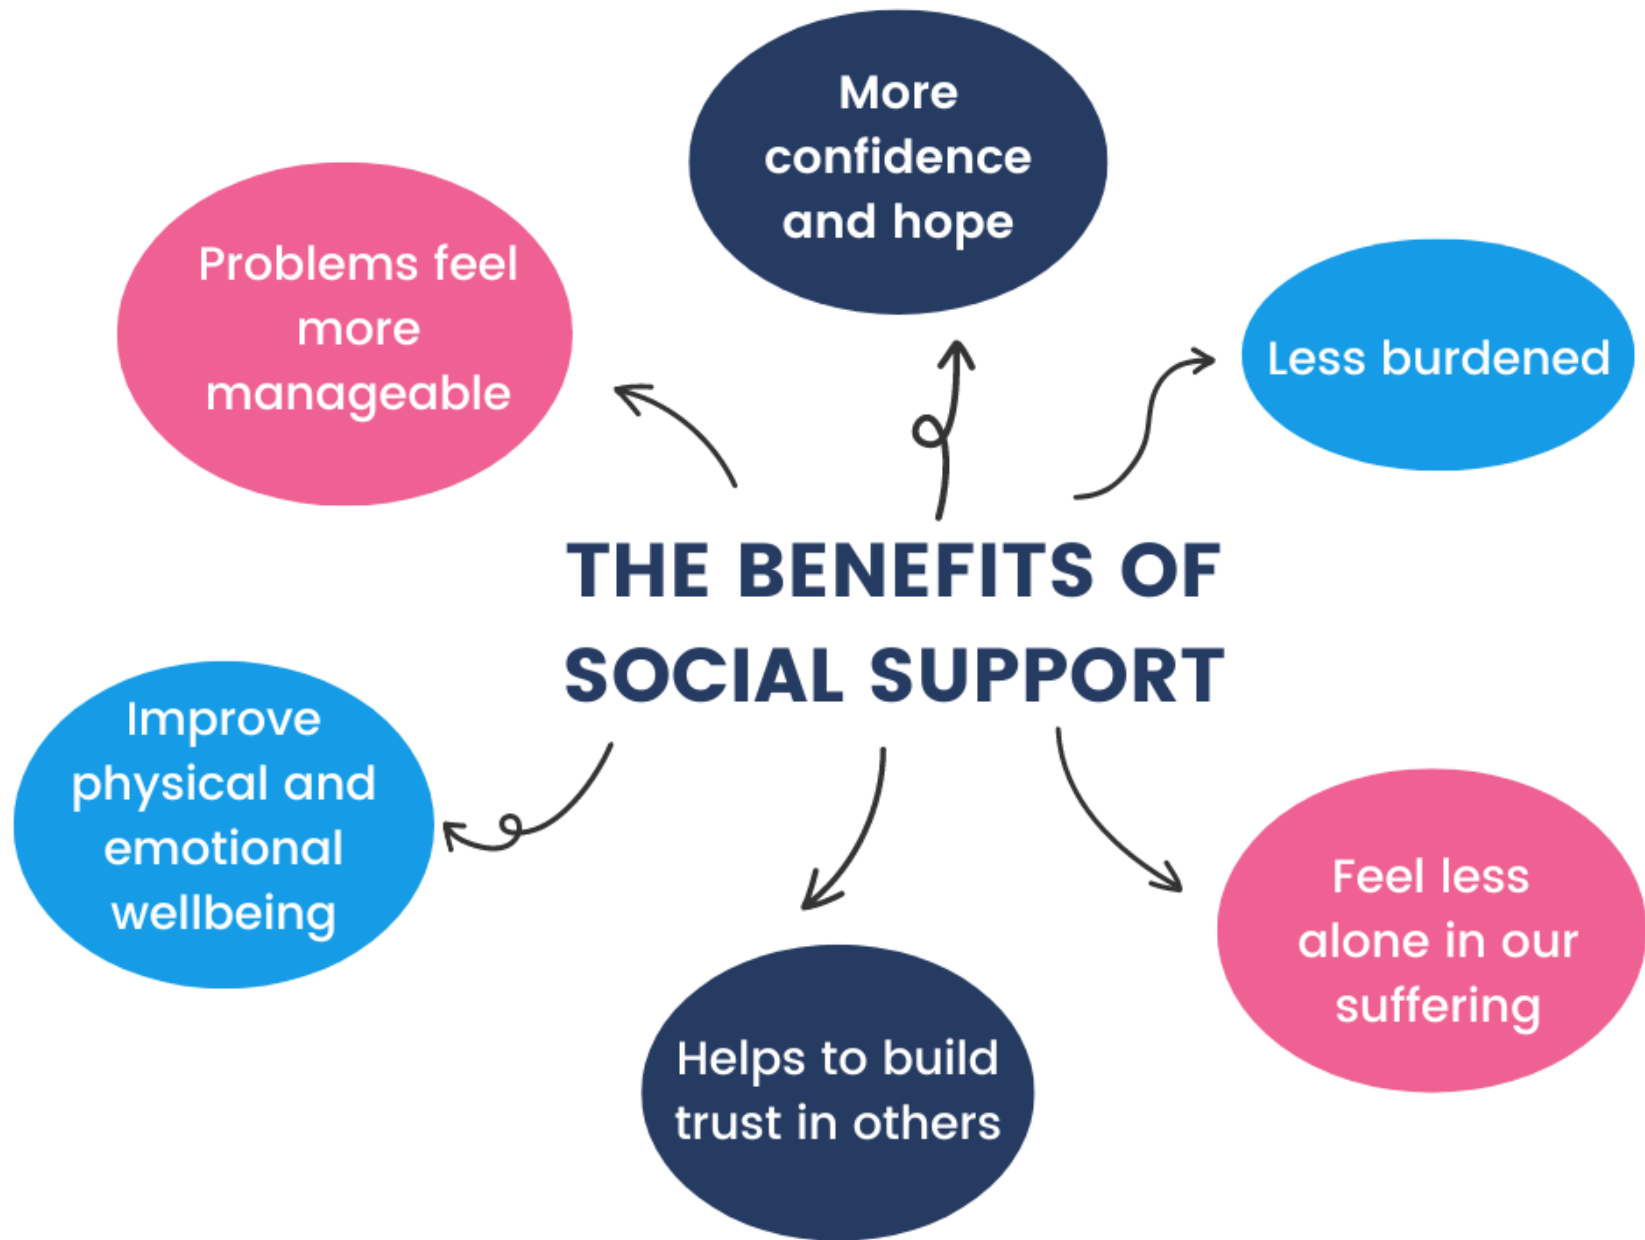 More
confidence
and hope
Problems feel
more
manageable
Less burdened
THE BENEFITS OF
SOCIAL SUPPORT
Improve
physical and
emotional
wellbeing
Feel less
alone in our
suffering
Helps to build
trust in others